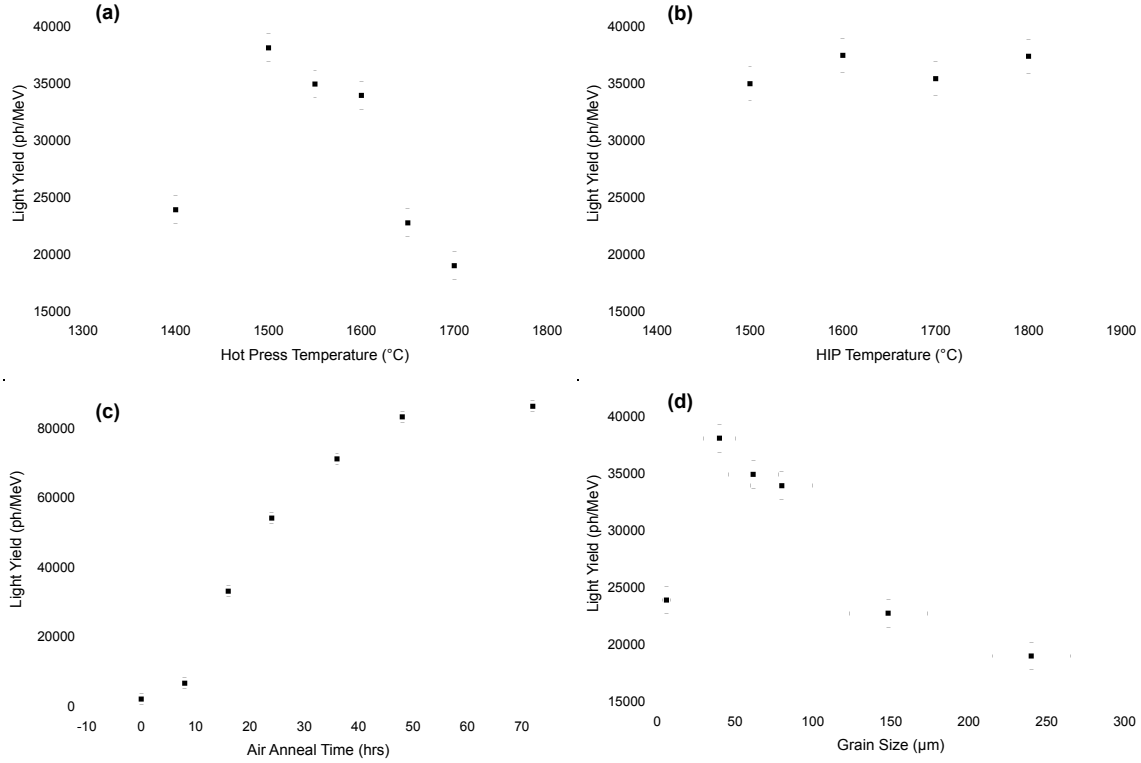 (a)
40000
35000
30000
25000
20000
15000
Light Yield (ph/MeV)
1300 1400 1500 1600 1700 1800
Hot Press Temperature (°C)
(b)
40000
35000
30000
25000
20000
15000
Light Yield (ph/MeV)
1400 1500 1600 1700 1800 1900
HIP Temperature (°C)
(c)
80000
60000
40000
20000
0
Light Yield (ph/MeV)
-10 0 10 20 30 40 50 60 70
Air Anneal Time (hrs)
(d)
40000
35000
30000
25000
20000
15000
Light Yield (ph/MeV)
0 50 100 150 200 250 300
Grain Size (μm)